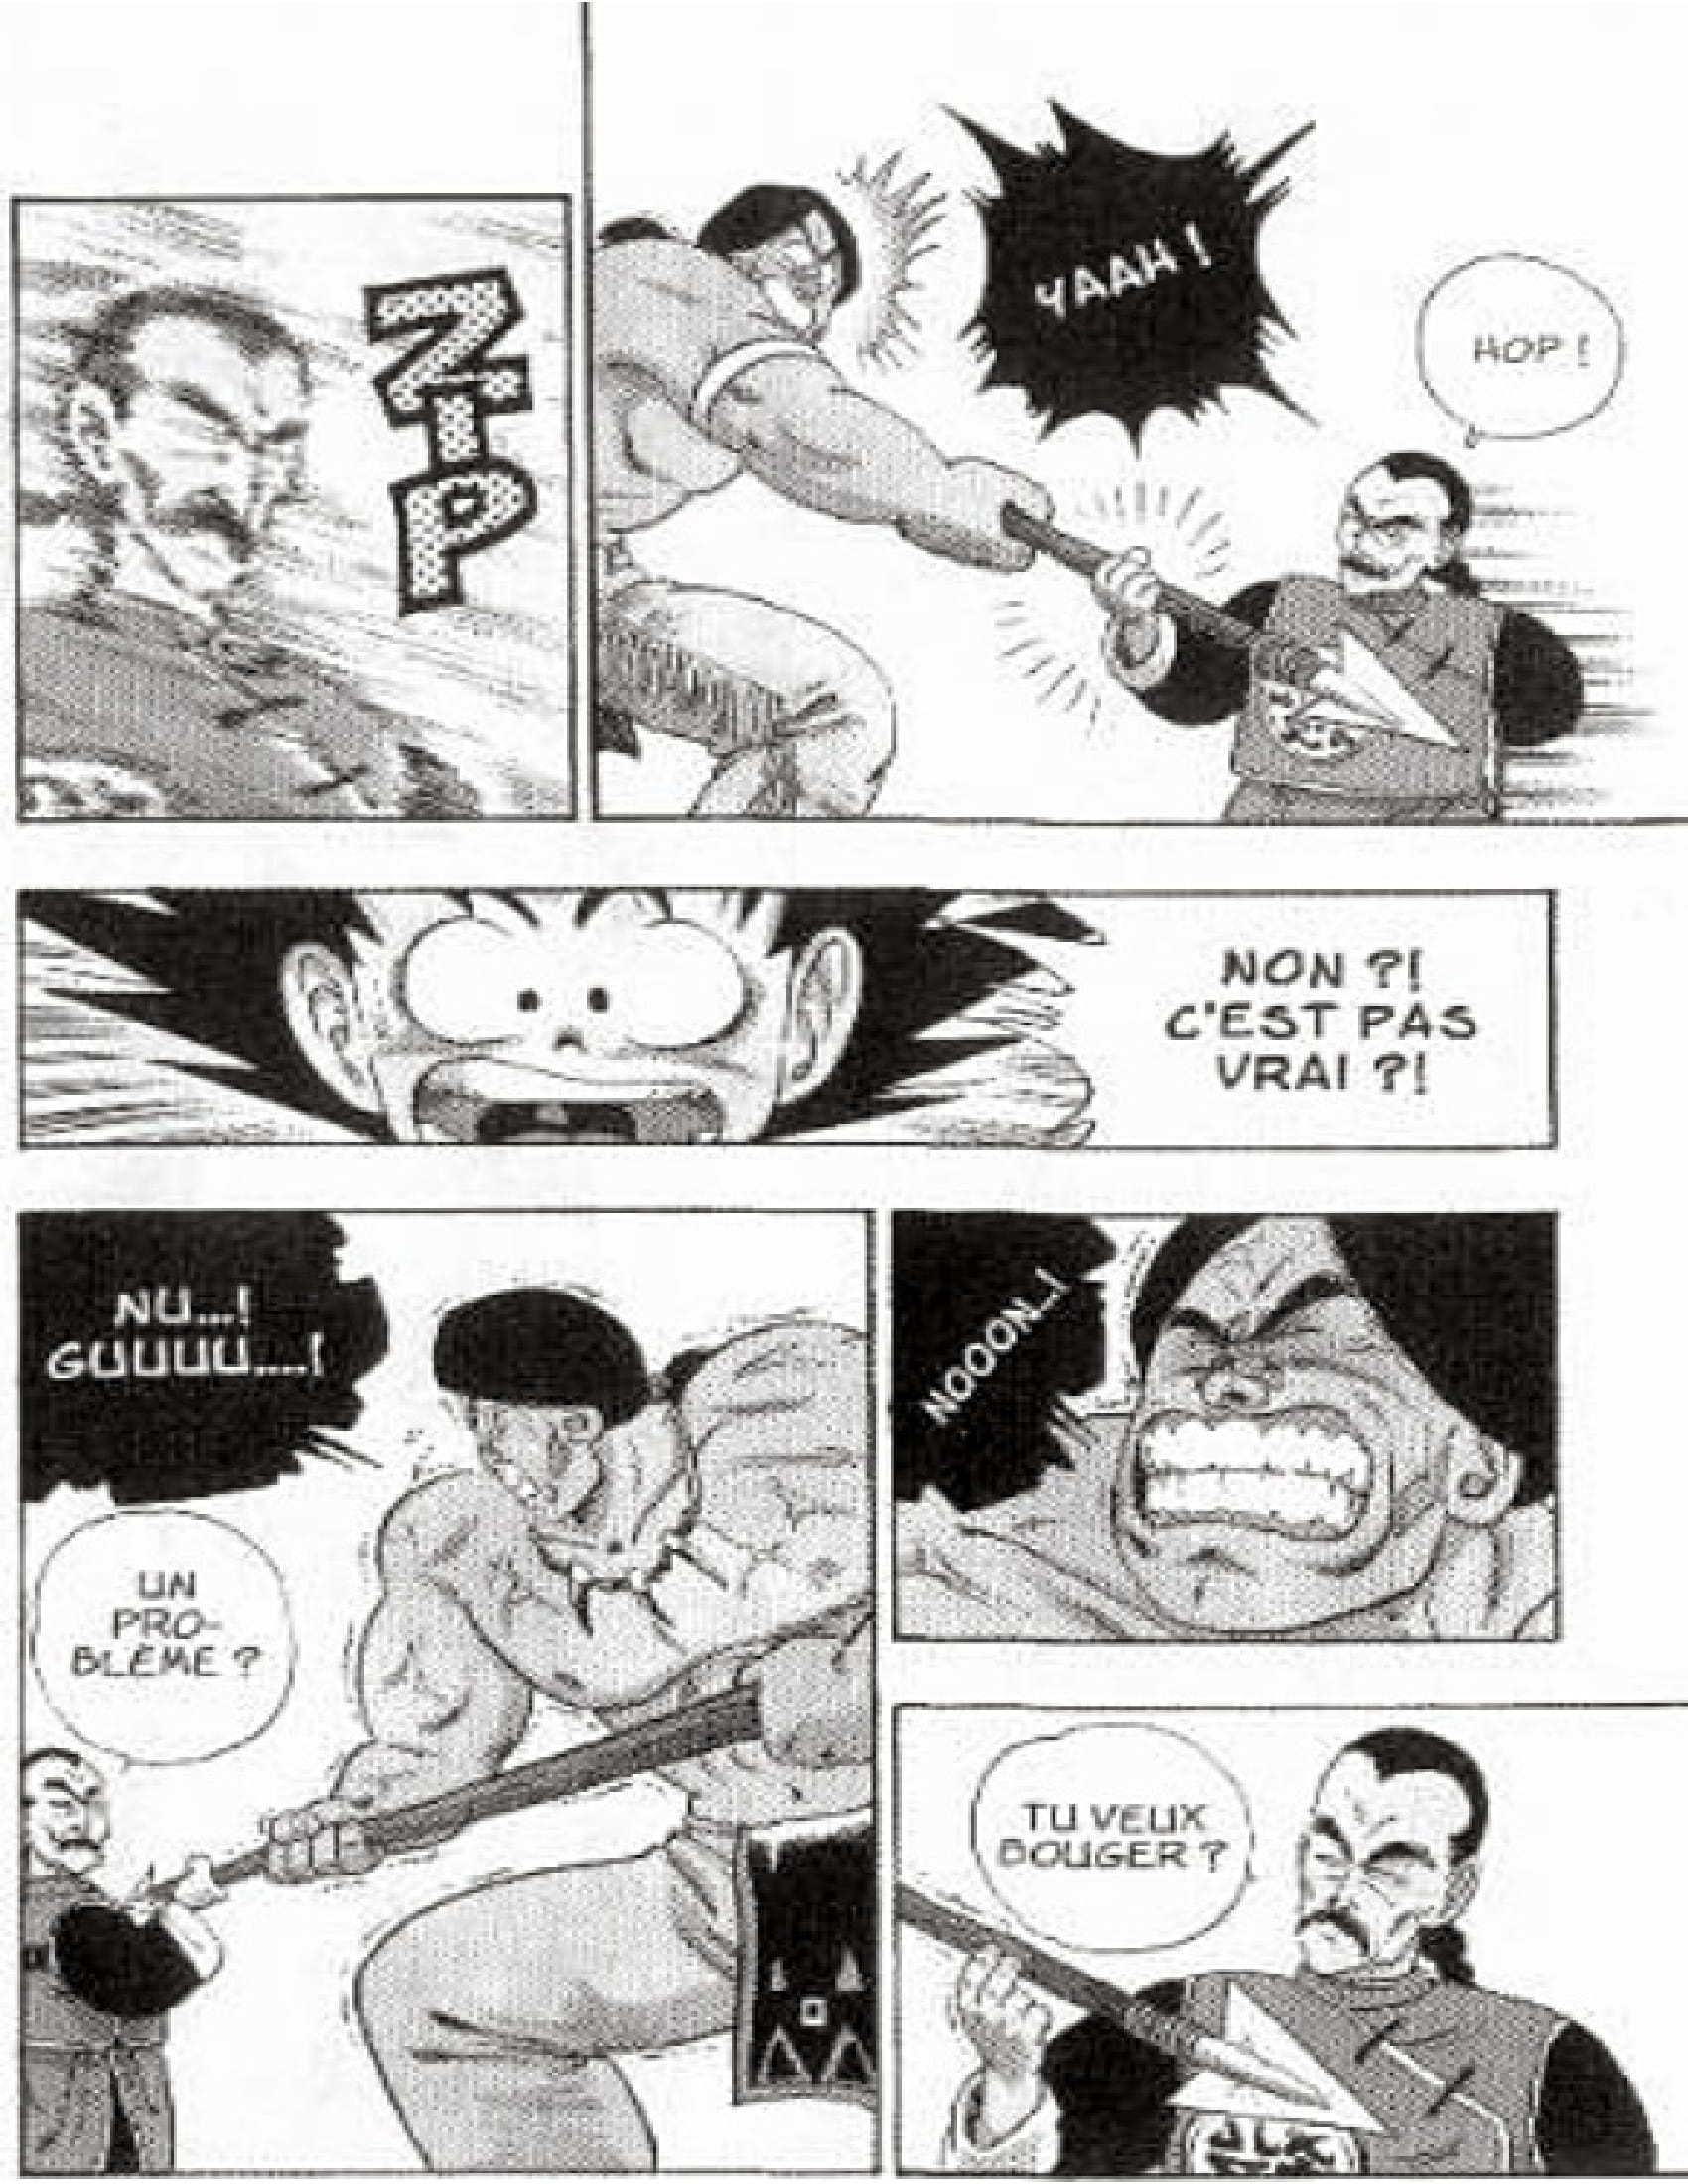 ZIP
YAAH !
HOP !
NON ?!
C'EST PAS
VRAI ?!
NU...!
GUUUU....!
UN
PRO-
BLÈME ?
NOOON...!
TU VEUX
BOUGER ?